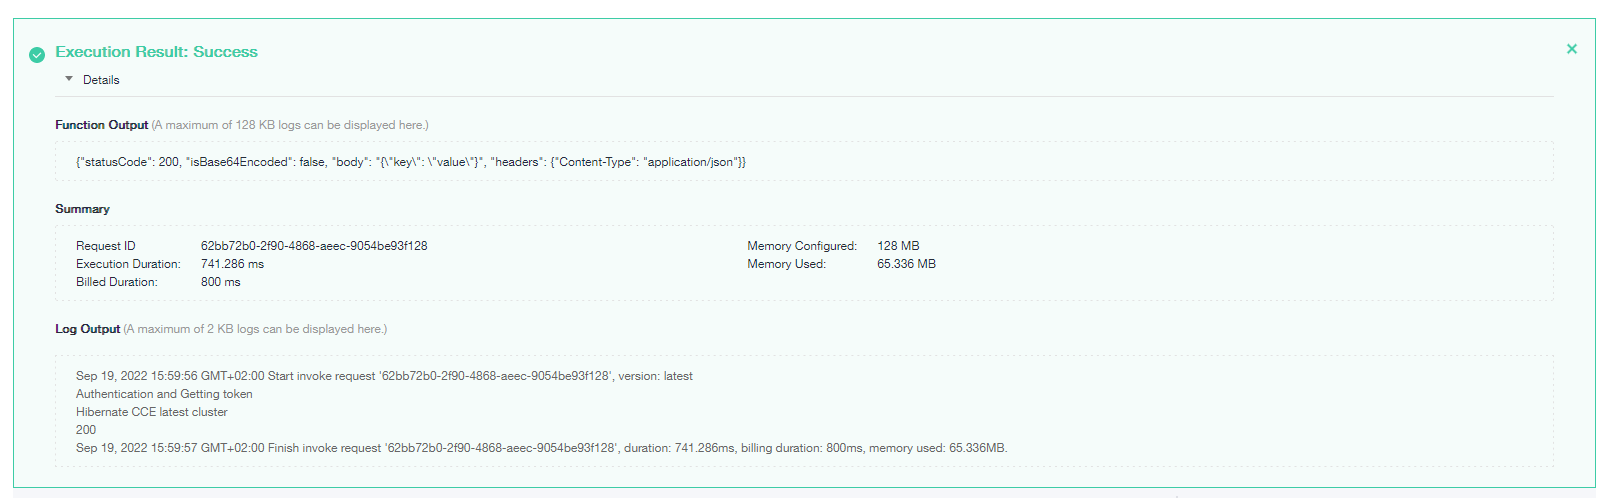 Execution Result: Success
Details
Function Output (A maximum of 128 KB logs can be displayed here.)
{"statusCode": 200, "isBase64Encoded": false, "body": "{\"key\": \"value\"}", "headers": {"Content-Type": "application/json"}}
Summary
Request ID 62bb72b0-2f90-4868-aeec-9054be93f128 Memory Configured: 128 MB
Execution Duration: 741.286 ms Memory Used: 65.336 MB
Billed Duration: 800 ms
Log Output (A maximum of 2 KB logs can be displayed here.)
Sep 19, 2022 15:59:56 GMT+02:00 Start invoke request '62bb72b0-2f90-4868-aeec-9054be93f128', version: latest
Authentication and Getting token
Hibernate CCE latest cluster
200
Sep 19, 2022 15:59:57 GMT+02:00 Finish invoke request '62bb72b0-2f90-4868-aeec-9054be93f128', duration: 741.286ms, billing duration: 800ms, memory used: 65.336MB.